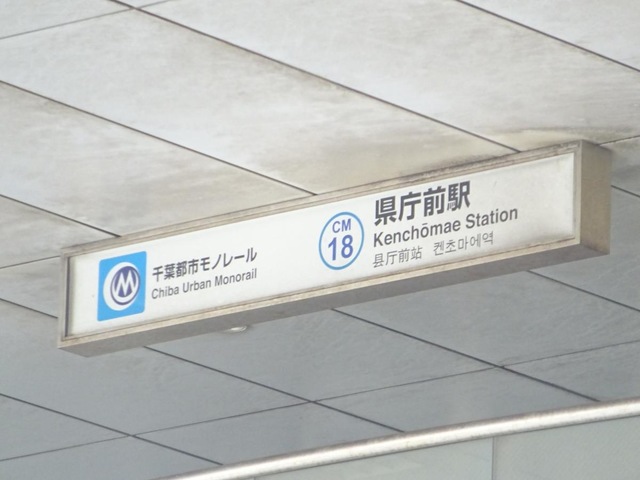 千葉都市モノレール
Chiba Urban Monorail
CM
18
県庁前駅
Kenchōmae Station
县厅前站 켄초마에역